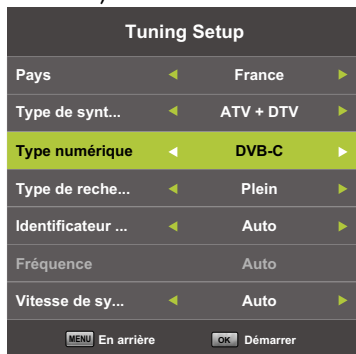 Tuning Setup
Pays France
Type de synt... ATV + DTV
Type numérique DVB-C
Type de reche... Plein
Identificateur ... Auto
Fréquence Auto
Vitesse de sy... Auto
MENU En arrière OK Démarrer